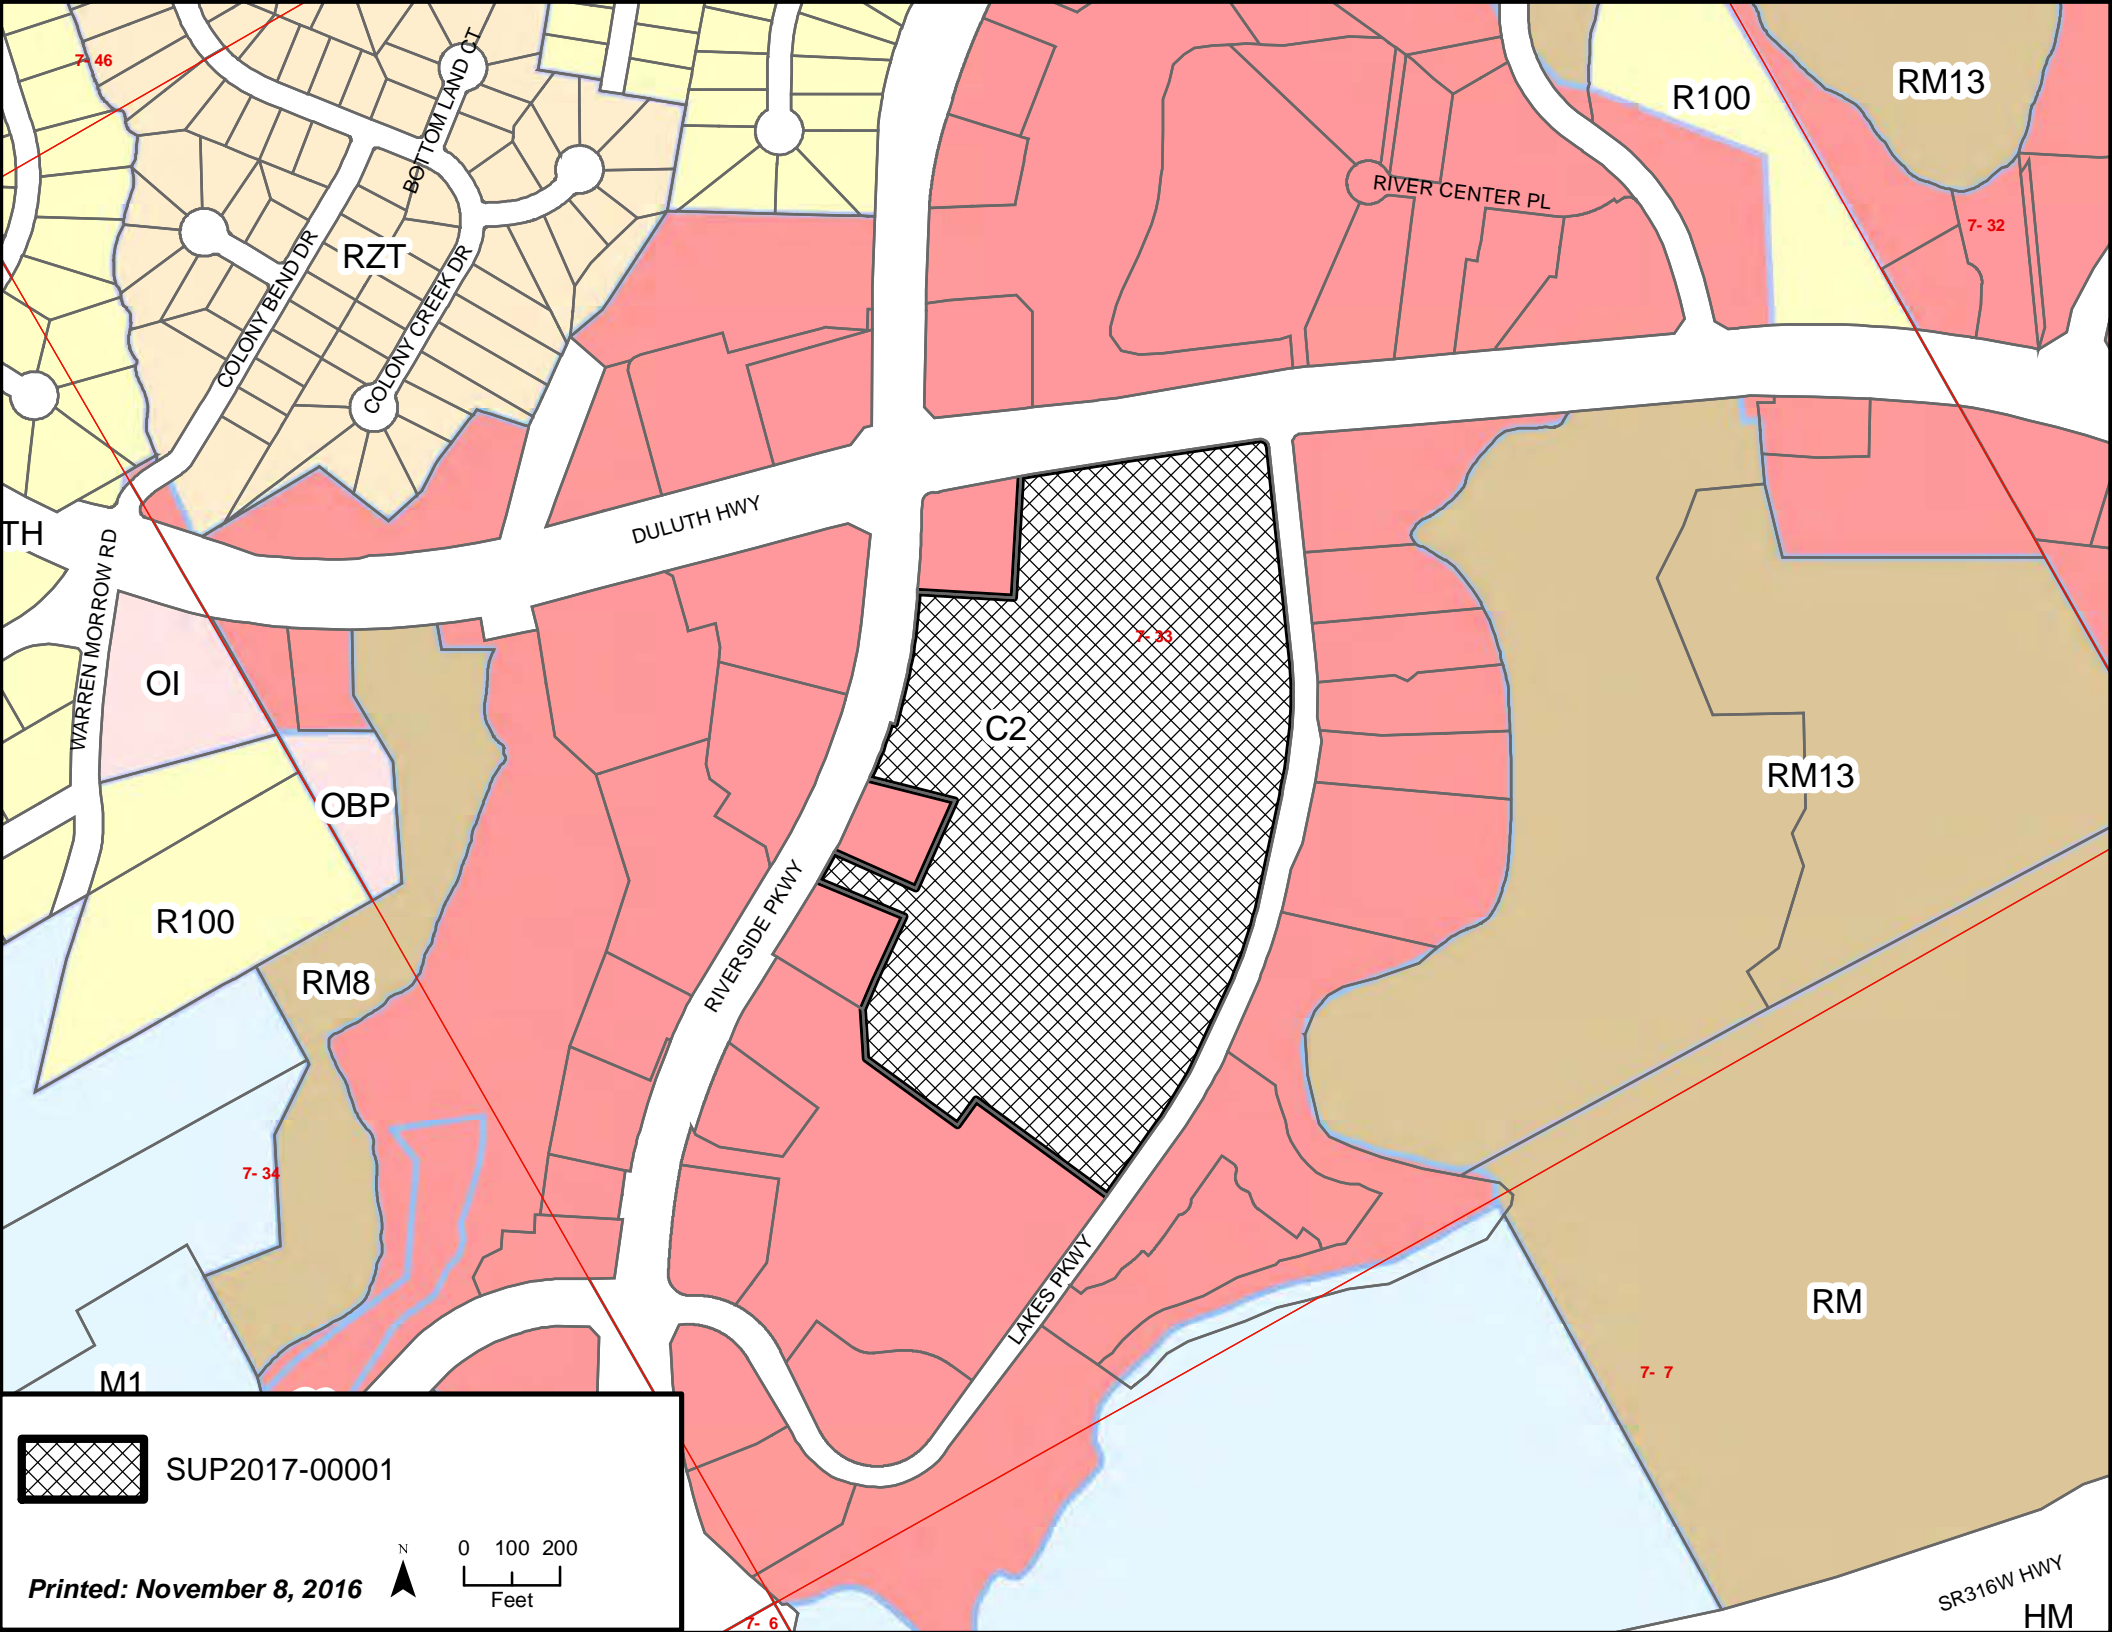 7- 46
BOTTOM LAND CT
R100
RM13
RIVER CENTER PL
7- 32
RZT
COLONY BEND DR
COLONY CREEK DR
DULUTH HWY
TH
WARREN MORROW RD
7- 33
OI
C2
RM13
OBP
R100
RIVERSIDE PKWY
RM8
7- 34
LAKES PKWY
RM
7- 7
M1
SUP2017-00001
N
0 100 200
Feet
Printed: November 8, 2016
SR316W HWY
HM
7- 6